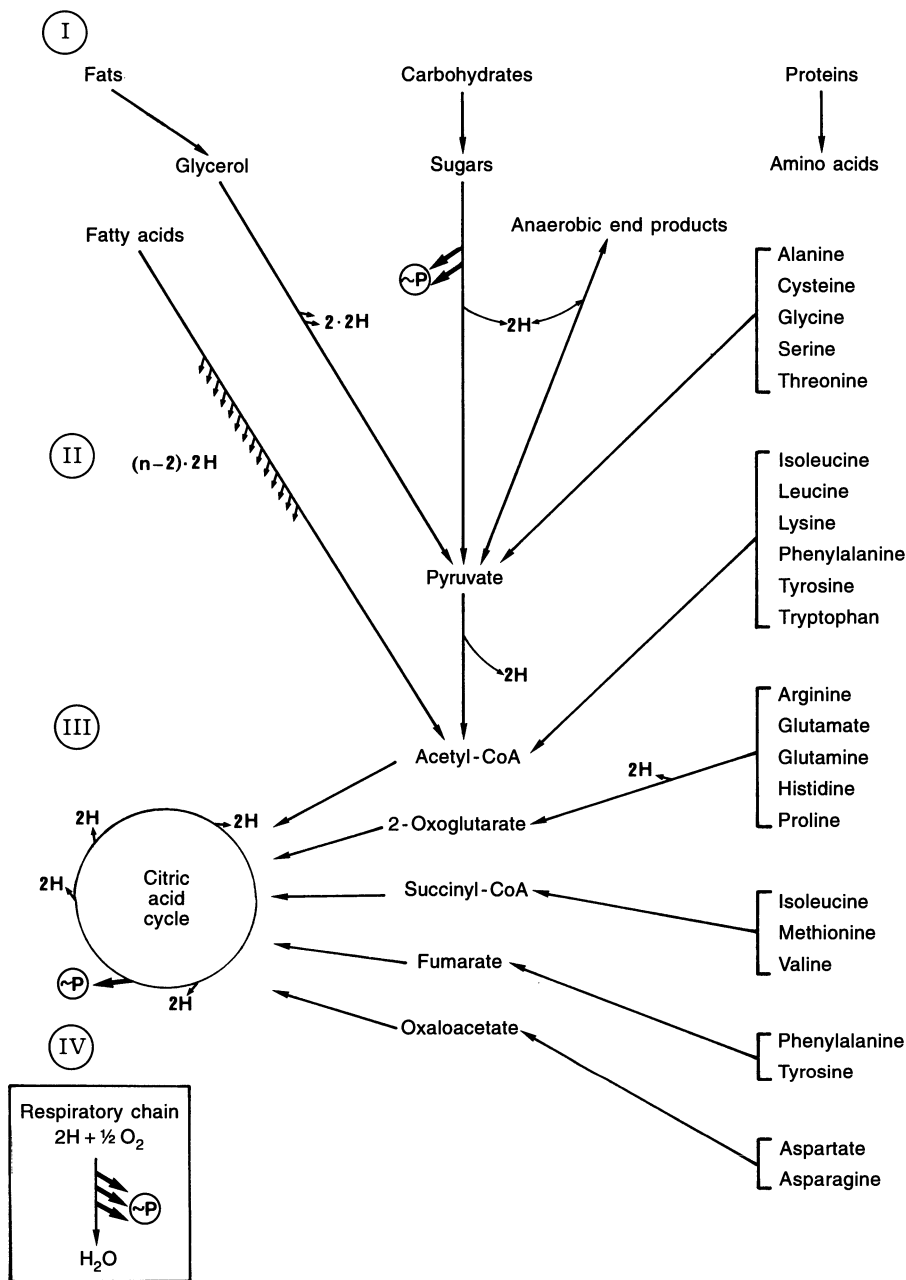 I
Fats
Carbohydrates
Proteins
Glycerol
Sugars
Amino acids
Fatty acids
Anaerobic end products
Alanine
Cysteine
Glycine
Serine
Threonine
~P
2·2H
2H
II
(n–2)·2H
Isoleucine
Leucine
Lysine
Phenylalanine
Tyrosine
Tryptophan
Pyruvate
2H
III
Acetyl-CoA
Arginine
Glutamate
Glutamine
Histidine
Proline
2H
2-Oxoglutarate
2H
2H
2H
Citric
acid
cycle
~P
2H
Succinyl-CoA
Isoleucine
Methionine
Valine
Fumarate
Oxaloacetate
Phenylalanine
Tyrosine
Aspartate
Asparagine
IV
Respiratory chain
2H + ½ O₂
~P
H₂O